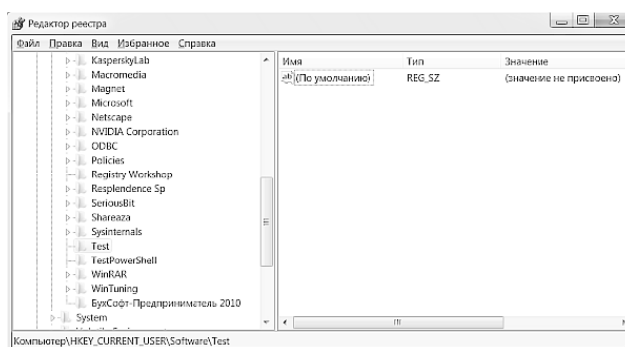 Редактор реестра
Файл Правка Вид Избранное Справка
KasperskyLab
Macromedia
Magnet
Microsoft
Netscape
NVIDIA Corporation
ODBC
Policies
Registry Workshop
Resplendence Sp
SeriousBit
Shareaza
Sysinternals
Test
TestPowerShell
WinRAR
WinTuning
БухСофт-Предприниматель 2010
System
Имя Тип Значение
ab (По умолчанию) REG_SZ (значение не присвоено)
Компьютер\HKEY_CURRENT_USER\Software\Test